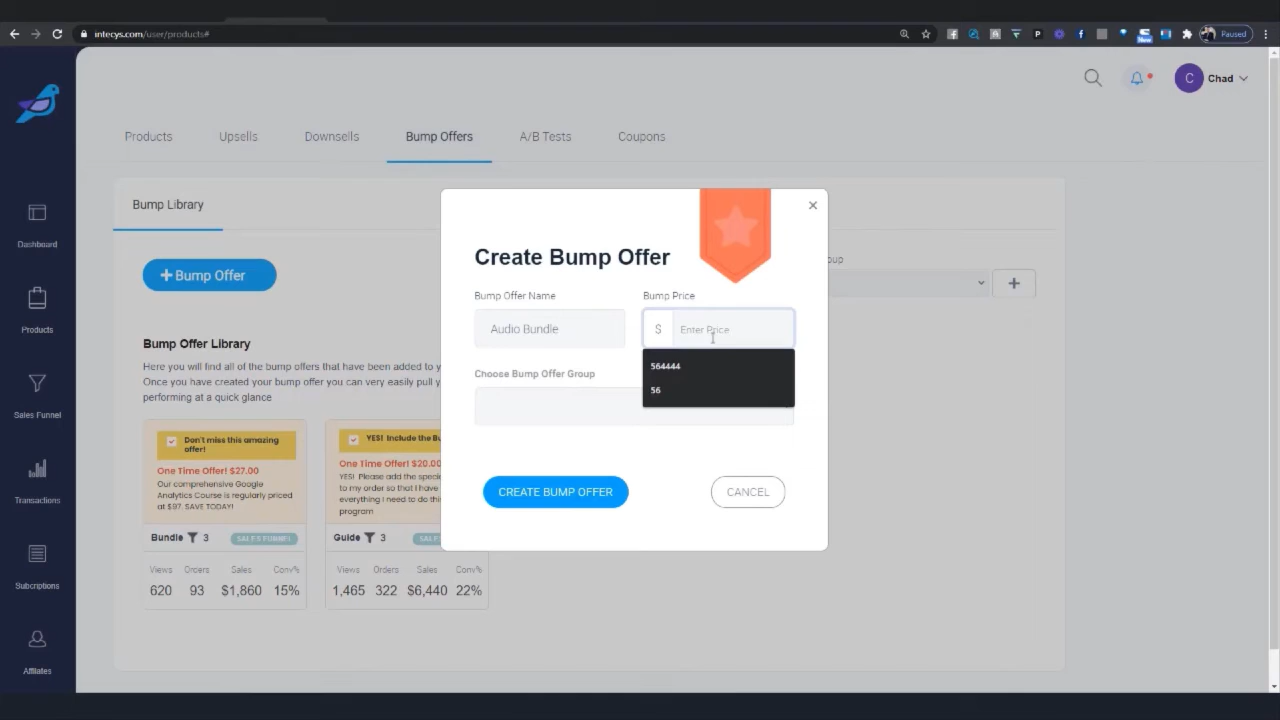 intecys.com/user/products#
Paused
New
C Chad
Products Upsells Downsells Bump Offers A/B Tests Coupons
Bump Library
Create Bump Offer
+ Bump Offer
oup
+
Bump Offer Name Bump Price
Audio Bundle $ Enter Price
564444
56
Choose Bump Offer Group
CREATE BUMP OFFER CANCEL
Bump Offer Library
Here you will find all of the bump offers that have been added to y
Once you have created your bump offer you can very easily pull y
performing at a quick glance
Don't miss this amazing
offer!
One Time Offer! $27.00
Our comprehensive Google
Analytics Course is regularly priced
at $97. SAVE TODAY!
Bundle 3 SALES FUNNEL
Views Orders Sales Conv%
620 93 $1,860 15%
YES! Include the Bu
One Time Offer! $20.00
YES! Please add the specia
to my order so that I have
everything I need to do this
program
Guide 3 SALES
Views Orders Sales Conv%
1,465 322 $6,440 22%
Dashboard
Products
Sales Funnel
Transactions
Subcriptions
Affiliates